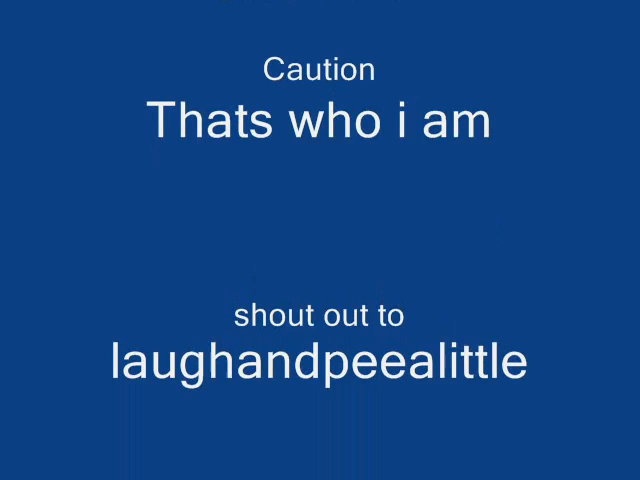 Caution
Thats who i am
shout out to
laughandpeealittle